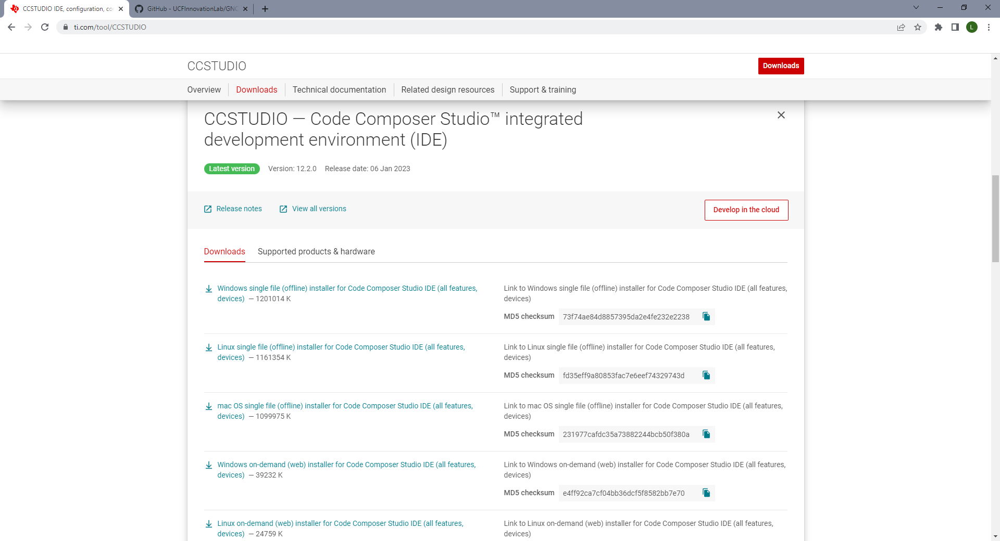 CCSTUDIO IDE, configuration, co
GitHub - UCFInnovationLab/GNC
ti.com/tool/CCSTUDIO
L
CCSTUDIO
Downloads
Overview
Downloads
Technical documentation
Related design resources
Support & training
CCSTUDIO — Code Composer Studio™ integrated
development environment (IDE)
Latest version
Version: 12.2.0
Release date: 06 Jan 2023
Release notes
View all versions
Develop in the cloud
Downloads
Supported products & hardware
Windows single file (offline) installer for Code Composer Studio IDE (all features,
devices) — 1201014 K
Link to Windows single file (offline) installer for Code Composer Studio IDE (all features,
devices)
MD5 checksum 73f74ae84d8857395da2e4fe232e2238
Linux single file (offline) installer for Code Composer Studio IDE (all features,
devices) — 1161354 K
Link to Linux single file (offline) installer for Code Composer Studio IDE (all features,
devices)
MD5 checksum fd35eff9a80853fac7e6eef74329743d
mac OS single file (offline) installer for Code Composer Studio IDE (all features,
devices) — 1099975 K
Link to mac OS single file (offline) installer for Code Composer Studio IDE (all features,
devices)
MD5 checksum 231977cafdc35a73882244bcb50f380a
Windows on-demand (web) installer for Code Composer Studio IDE (all features,
devices) — 39232 K
Link to Windows on-demand (web) installer for Code Composer Studio IDE (all features,
devices)
MD5 checksum e4ff92ca7cf04bb36dcf5f8582bb7e70
Linux on-demand (web) installer for Code Composer Studio IDE (all features,
devices) — 24759 K
Link to Linux on-demand (web) installer for Code Composer Studio IDE (all features,
devices)